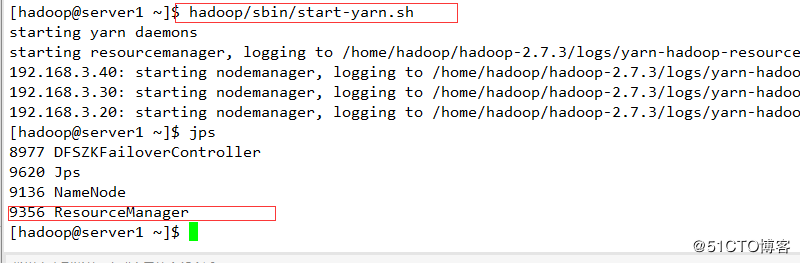 [hadoop@server1 ~]$ hadoop/sbin/start-yarn.sh
starting yarn daemons
starting resourcemanager, logging to /home/hadoop/hadoop-2.7.3/logs/yarn-hadoop-resource
192.168.3.40: starting nodemanager, logging to /home/hadoop/hadoop-2.7.3/logs/yarn-hadoo
192.168.3.30: starting nodemanager, logging to /home/hadoop/hadoop-2.7.3/logs/yarn-hadoo
192.168.3.20: starting nodemanager, logging to /home/hadoop/hadoop-2.7.3/logs/yarn-hadoo
[hadoop@server1 ~]$ jps
8977 DFSZKFailoverController
9620 Jps
9136 NameNode
9356 ResourceManager
[hadoop@server1 ~]$
@51CTO博客